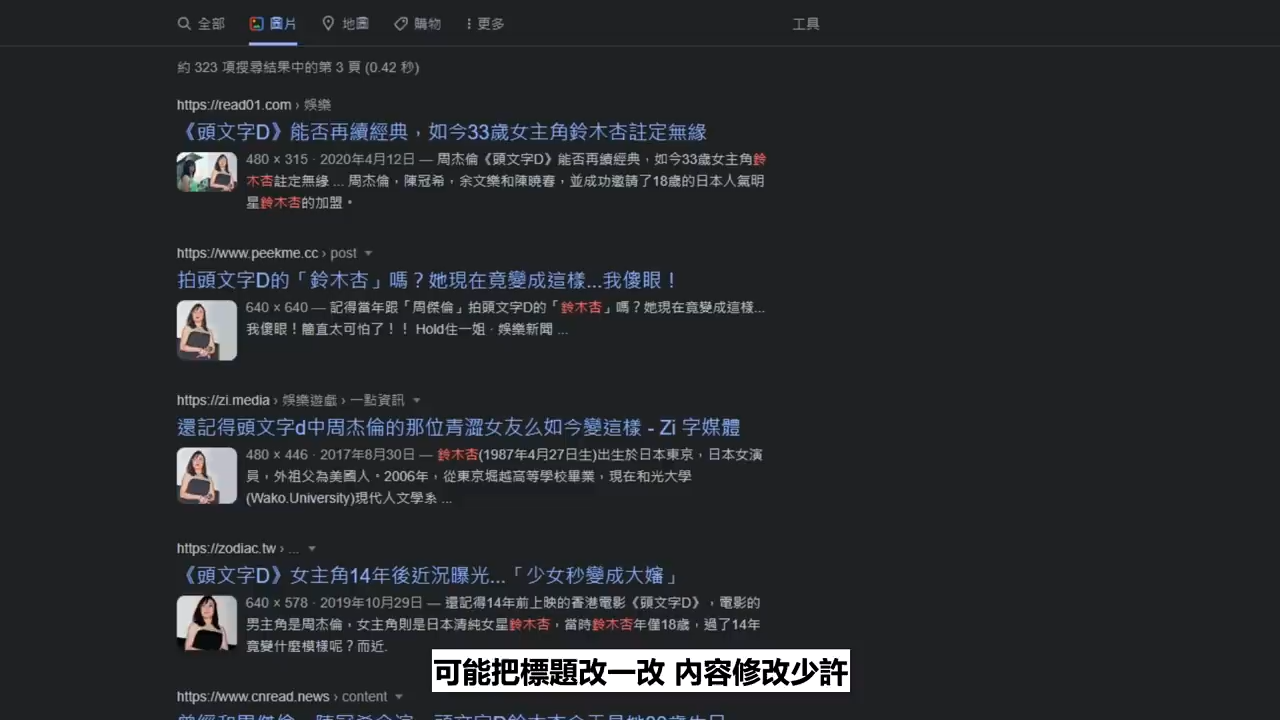 全部 圖片 地圖 購物 更多 工具
約 323 項搜尋結果中的第 3 頁 (0.42 秒)
https://read01.com › 娛樂
《頭文字D》能否再續經典，如今33歲女主角鈴木杏註定無緣
480 × 315 · 2020年4月12日 — 周杰倫《頭文字D》能否再續經典，如今33歲女主角鈴
木杏註定無緣 ... 周杰倫，陳冠希，余文樂和陳曉春，並成功邀請了18歲的日本人氣明
星鈴木杏的加盟。
https://www.peekme.cc › post
拍頭文字D的「鈴木杏」嗎？她現在竟變成這樣...我傻眼！
640 × 640 — 記得當年跟「周傑倫」拍頭文字D的「鈴木杏」嗎？她現在竟變成這樣...
我傻眼！簡直太可怕了！！ Hold住一姐 · 娛樂新聞 ...
https://zi.media › 娛樂遊戲 › 一點資訊
還記得頭文字d中周杰倫的那位青澀女友么如今變這樣 - Zi 字媒體
480 × 446 · 2017年8月30日 — 鈴木杏(1987年4月27日生)出生於日本東京，日本女演
員，外祖父為美國人。2006年，從東京堀越高等學校畢業，現在和光大學
(Wako.University)現代人文學系 ...
https://zodiac.tw › ...
《頭文字D》女主角14年後近況曝光...「少女秒變成大嬸」
640 × 578 · 2019年10月29日 — 還記得14年前上映的香港電影《頭文字D》，電影的
男主角是周杰倫，女主角則是日本清純女星鈴木杏，當時鈴木杏年僅18歲，過了14年
竟變什麼模樣呢？而近.
可能把標題改一改 內容修改少許
https://www.cnread.news › content